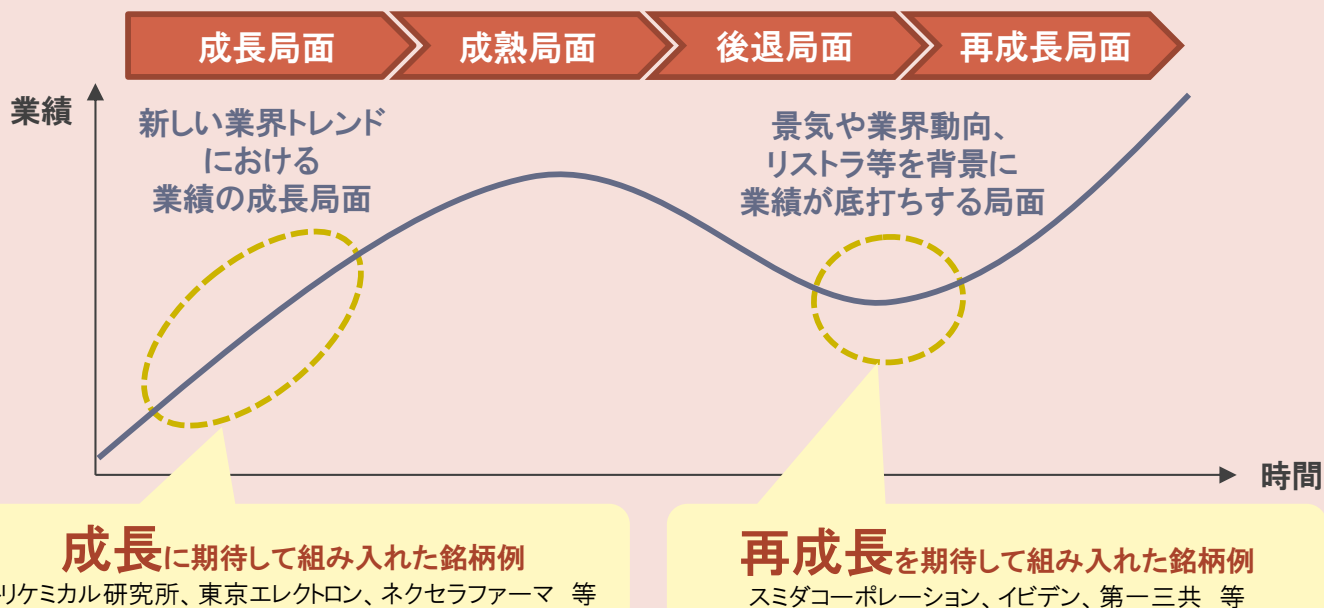 成長局面
成熟局面
後退局面
再成長局面
業績
新しい業界トレンド
における
業績の成長局面
景気や業界動向、
リストラ等を背景に
業績が底打ちする局面
時間
成長に期待して組み入れた銘柄例
リケミカル研究所、東京エレクトロン、ネクセラファーマ 等
再成長を期待して組み入れた銘柄例
スミダコーポレーション、イビデン、第一三共 等